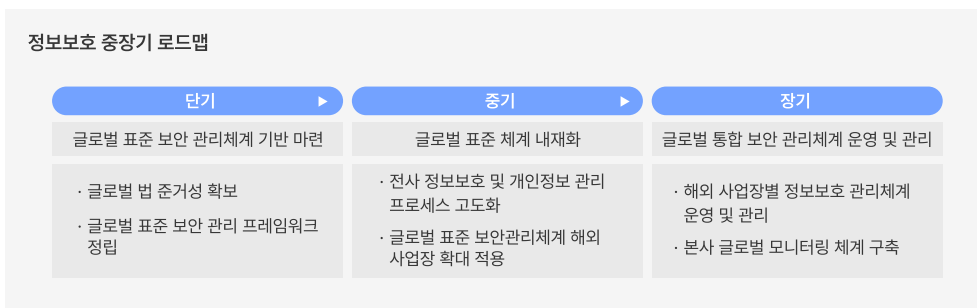 정보보호 중장기 로드맵
단기
글로벌 표준 보안 관리체계 기반 마련
· 글로벌 법 준거성 확보
· 글로벌 표준 보안 관리 프레임워크
정립
중기
글로벌 표준 체계 내재화
· 전사 정보보호 및 개인정보 관리
프로세스 고도화
· 글로벌 표준 보안관리체계 해외
사업장 확대 적용
장기
글로벌 통합 보안 관리체계 운영 및 관리
· 해외 사업장별 정보보호 관리체계
운영 및 관리
· 본사 글로벌 모니터링 체계 구축